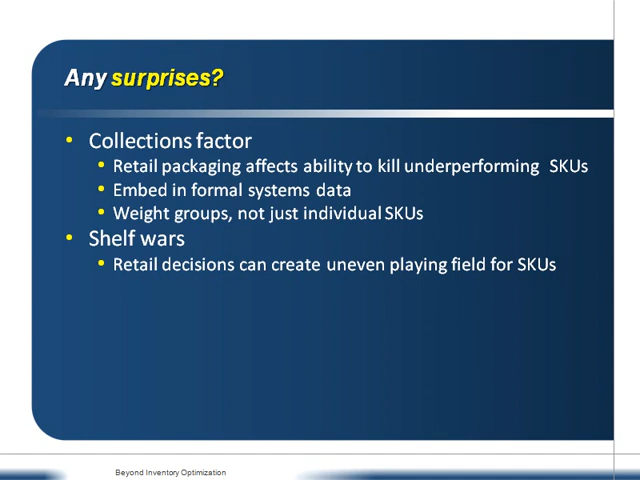 Any surprises?
• Collections factor
• Retail packaging affects ability to kill underperforming SKUs
• Embed in formal systems data
• Weight groups, not just individual SKUs
• Shelf wars
• Retail decisions can create uneven playing field for SKUs
Beyond Inventory Optimization